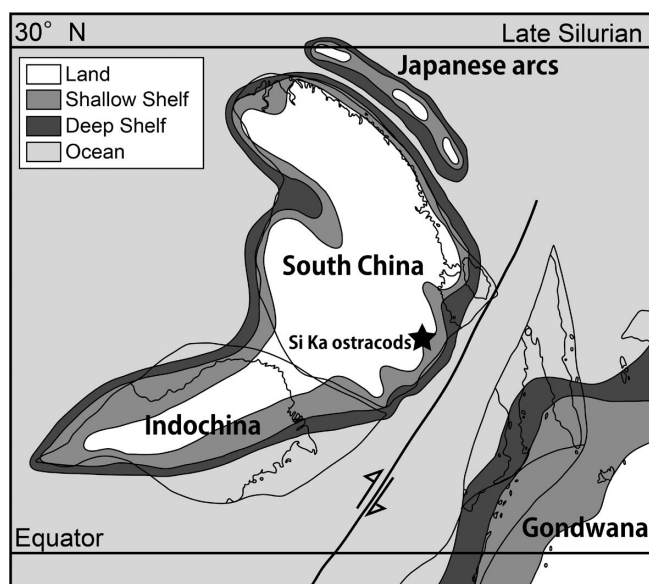 30° N
Late Silurian
Land
Shallow Shelf
Deep Shelf
Ocean
Japanese arcs
South China
Si Ka ostracods
Indochina
Gondwana
Equator